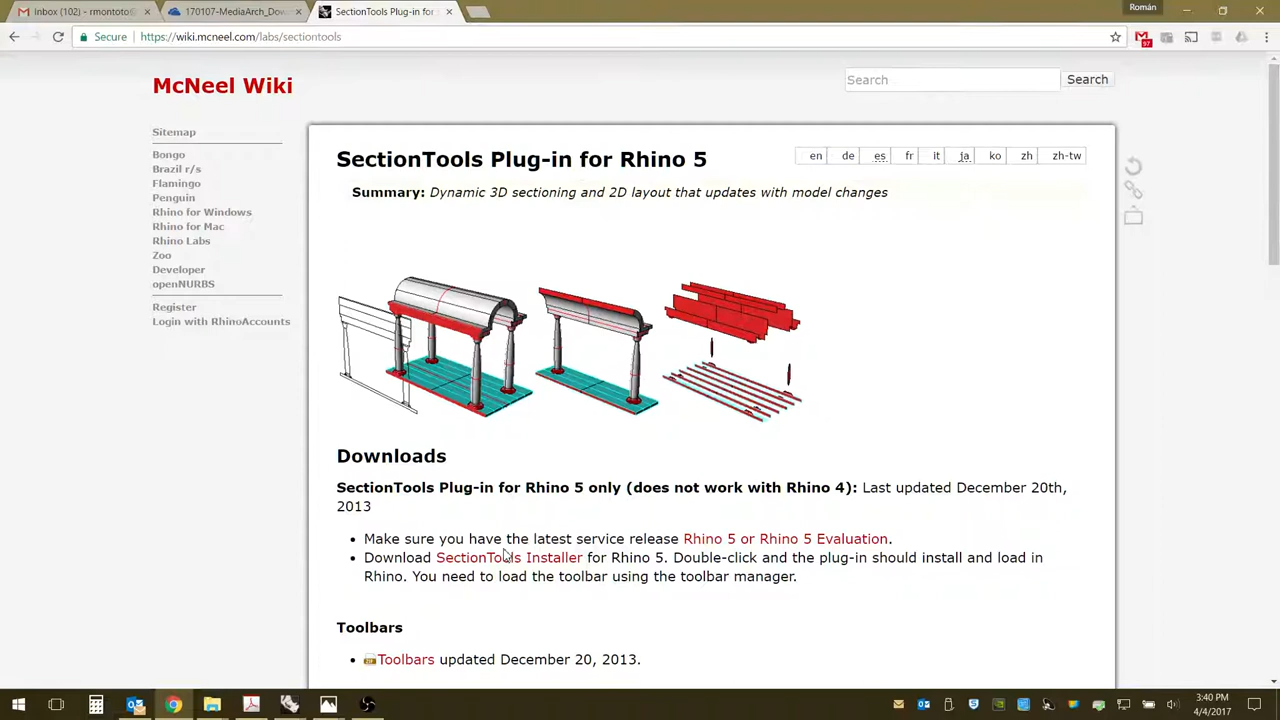 Inbox (102) - rmontoto@
170107-MediaArch_Dow
SectionTools Plug-in for
Román
Secure
https://wiki.mcneel.com/labs/sectiontools
97
McNeel Wiki
Search
Search
Sitemap
Bongo
Brazil r/s
Flamingo
Penguin
Rhino for Windows
Rhino for Mac
Rhino Labs
Zoo
Developer
openNURBS
Register
Login with RhinoAccounts
SectionTools Plug-in for Rhino 5
en de es fr it ja ko zh zh-tw
Summary: Dynamic 3D sectioning and 2D layout that updates with model changes
Downloads
SectionTools Plug-in for Rhino 5 only (does not work with Rhino 4): Last updated December 20th,
2013
• Make sure you have the latest service release Rhino 5 or Rhino 5 Evaluation.
• Download SectionTools Installer for Rhino 5. Double-click and the plug-in should install and load in
Rhino. You need to load the toolbar using the toolbar manager.
Toolbars
• Toolbars updated December 20, 2013.
3:40 PM
4/4/2017